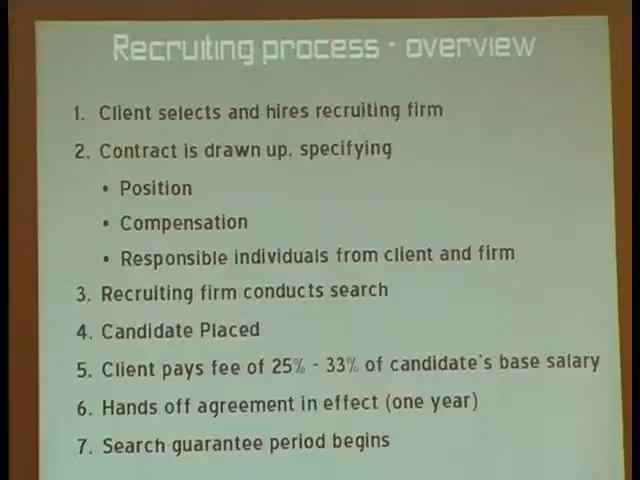 Recruiting process - overview
1. Client selects and hires recruiting firm
2. Contract is drawn up, specifying
• Position
• Compensation
• Responsible individuals from client and firm
3. Recruiting firm conducts search
4. Candidate Placed
5. Client pays fee of 25% - 33% of candidate's base salary
6. Hands off agreement in effect (one year)
7. Search guarantee period begins